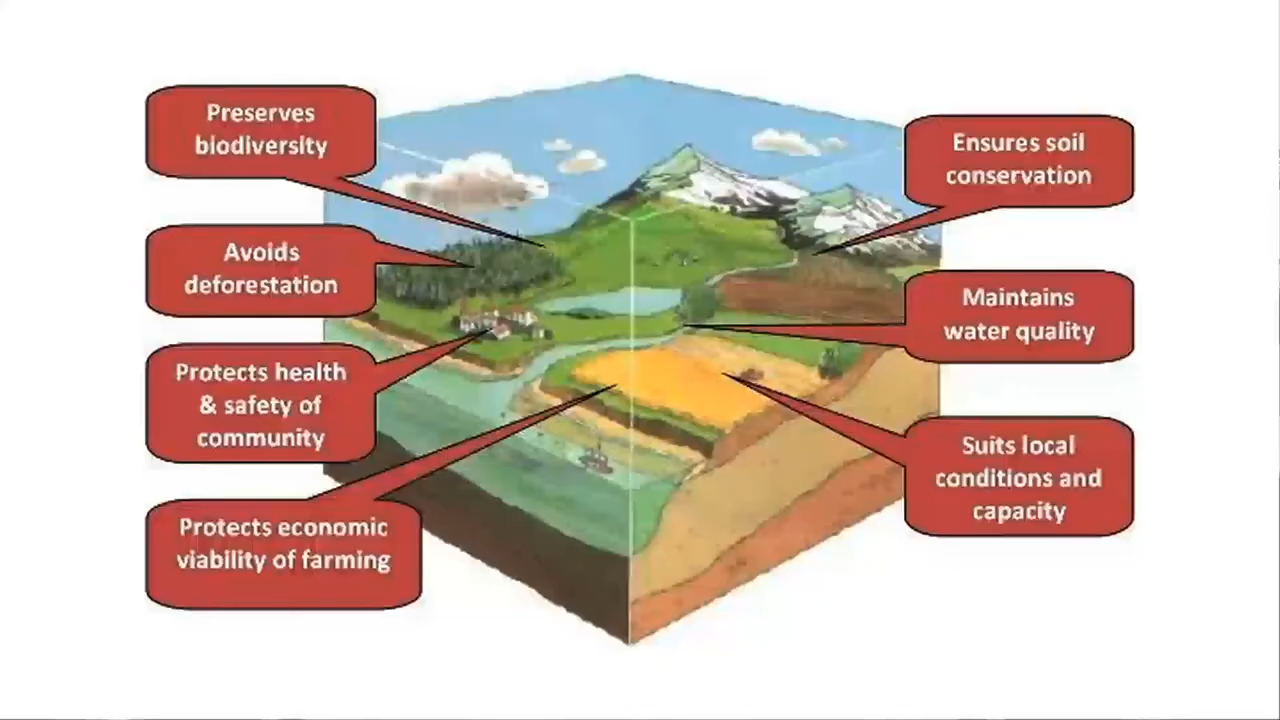 Preserves
biodiversity
Avoids
deforestation
Protects health
& safety of
community
Protects economic
viability of farming
Ensures soil
conservation
Maintains
water quality
Suits local
conditions and
capacity